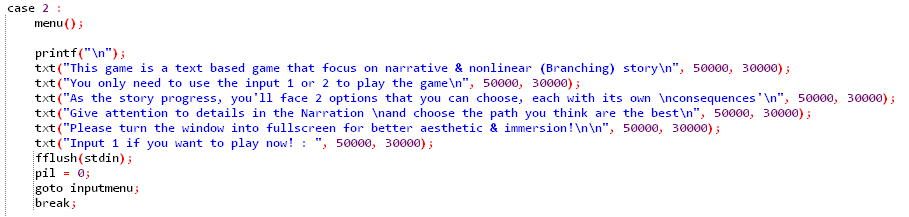 case 2 :
menu();
printf("\n");
txt("This game is a text based game that focus on narrative & nonlinear (Branching) story\n", 50000, 30000);
txt("You only need to use the input 1 or 2 to play the game\n", 50000, 30000);
txt("As the story progress, you'll face 2 options that you can choose, each with its own \nconsequences'\n", 50000, 30000);
txt("Give attention to details in the Narration \nand choose the path you think are the best\n", 50000, 30000);
txt("Please turn the window into fullscreen for better aesthetic & immersion!\n\n", 50000, 30000);
txt("Input 1 if you want to play now! : ", 50000, 30000);
fflush(stdin);
pil = 0;
goto inputmenu;
break;